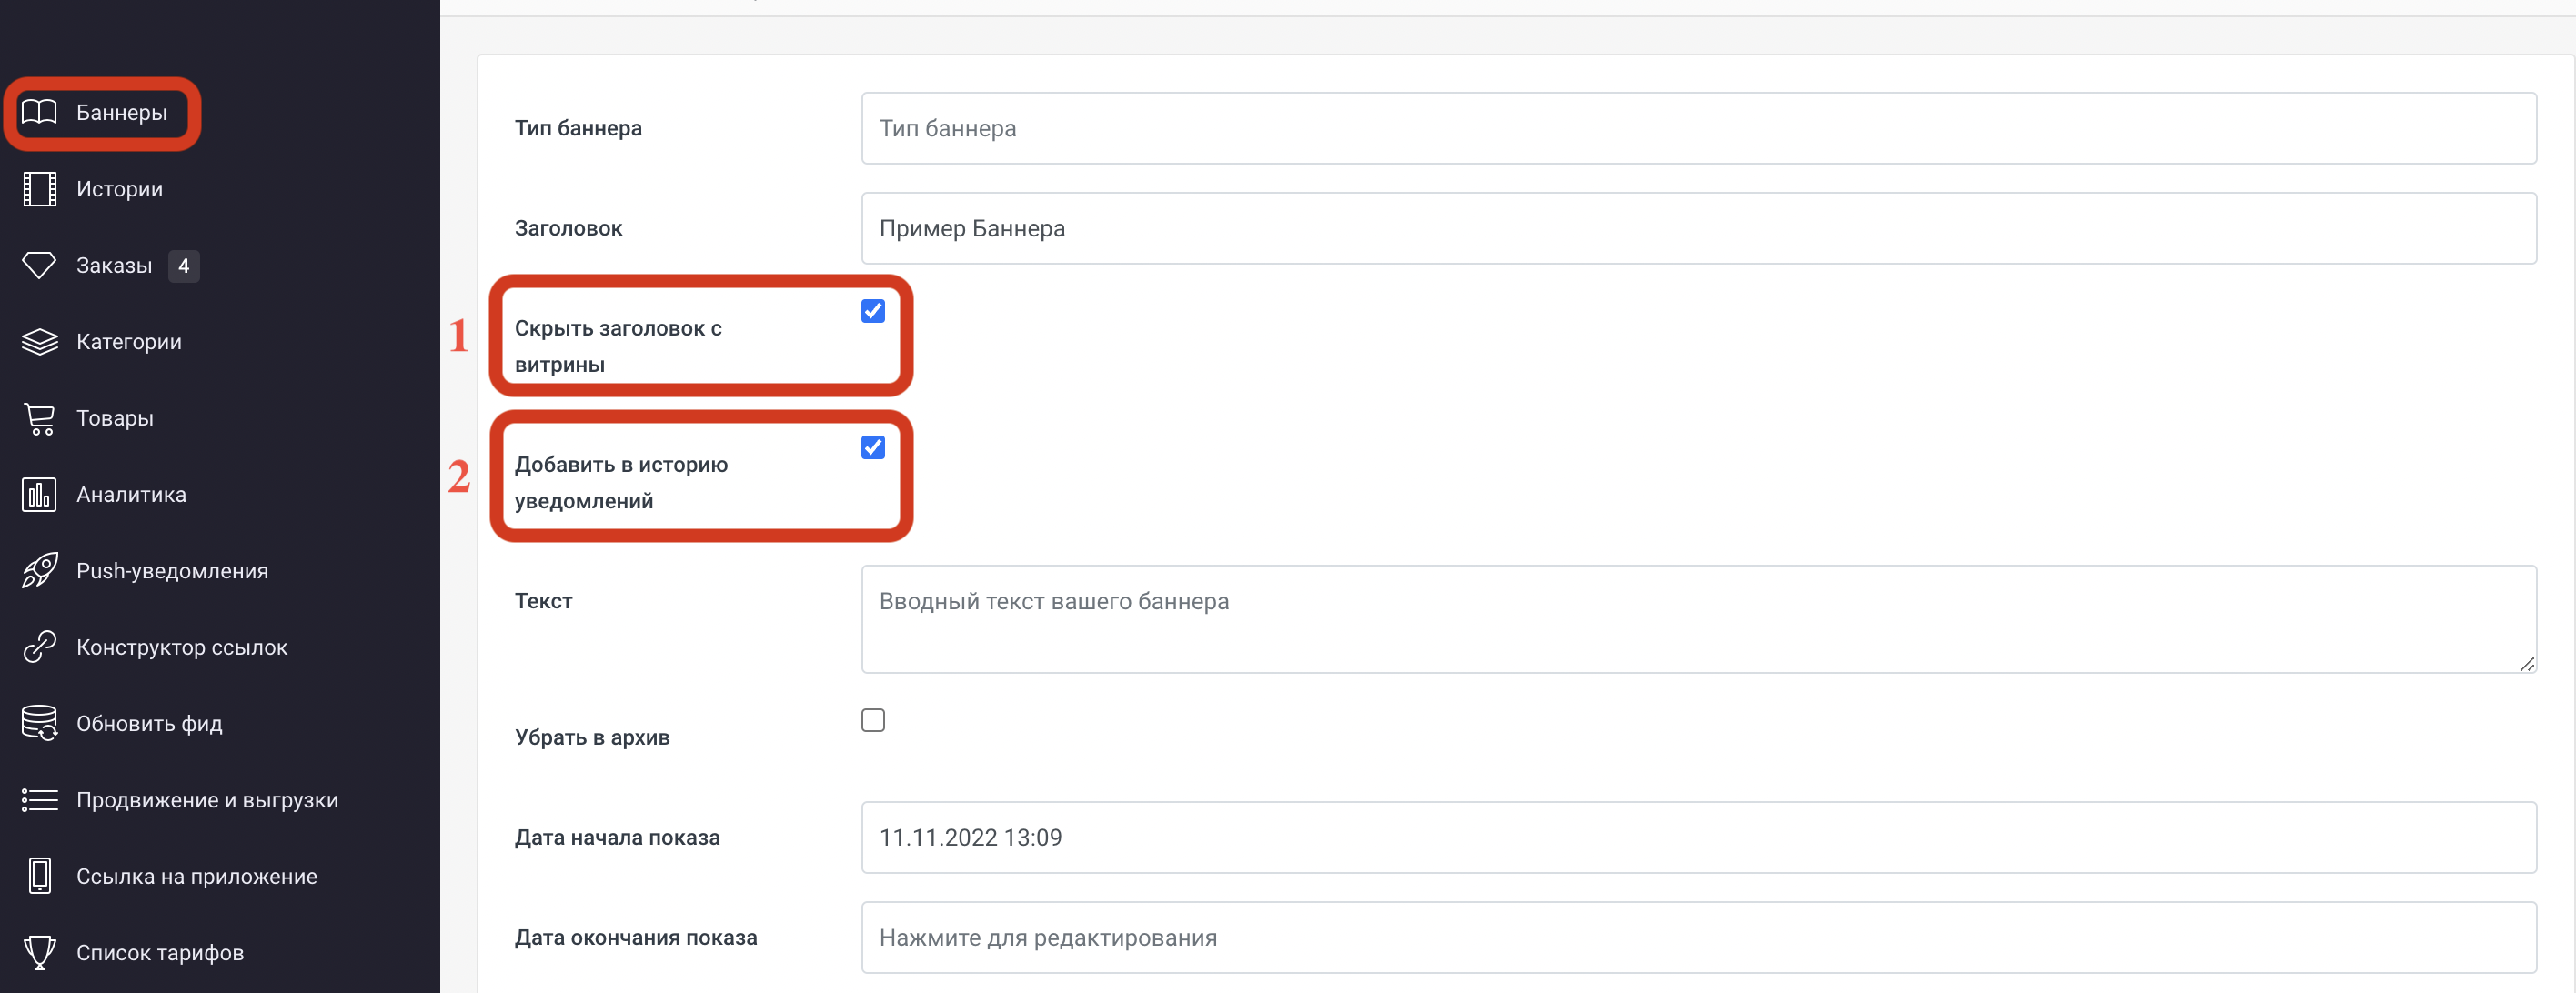 Баннеры
Истории
Заказы 4
Категории
Товары
Аналитика
Push-уведомления
Конструктор ссылок
Обновить фид
Продвижение и выгрузки
Ссылка на приложение
Список тарифов
Тип баннера
Тип баннера
Заголовок
Пример Баннера
1
Скрыть заголовок с
витрины
2
Добавить в историю
уведомлений
Текст
Вводный текст вашего баннера
Убрать в архив
Дата начала показа
11.11.2022 13:09
Дата окончания показа
Нажмите для редактирования